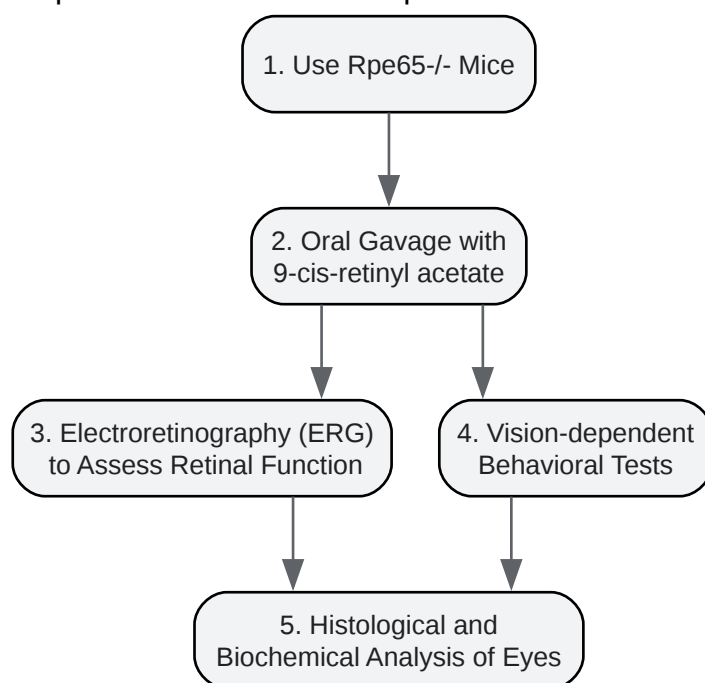 1. Use Rpe65-/- Mice
2. Oral Gavage with
9-cis-retinyl acetate
3. Electroretinography (ERG)
to Assess Retinal Function
4. Vision-dependent
Behavioral Tests
5. Histological and
Biochemical Analysis of Eyes